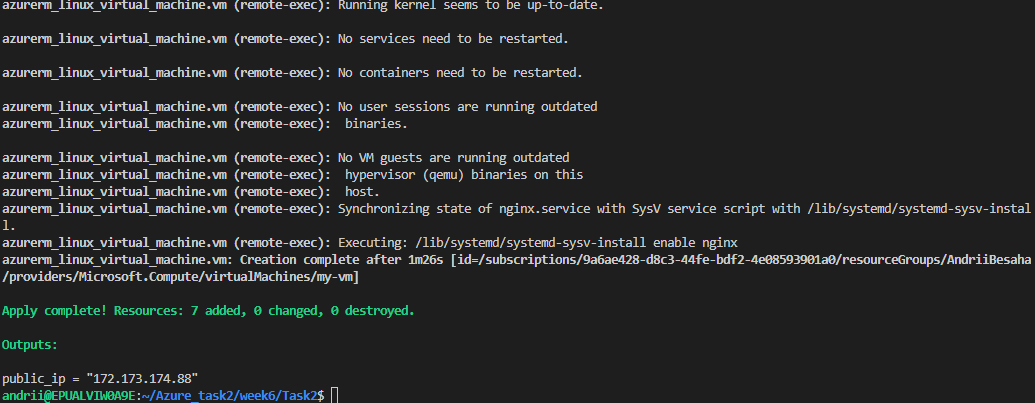 azurerm_linux_virtual_machine.vm (remote-exec): Running kernel seems to be up-to-date.
azurerm_linux_virtual_machine.vm (remote-exec): No services need to be restarted.
azurerm_linux_virtual_machine.vm (remote-exec): No containers need to be restarted.
azurerm_linux_virtual_machine.vm (remote-exec): No user sessions are running outdated
azurerm_linux_virtual_machine.vm (remote-exec):  binaries.
azurerm_linux_virtual_machine.vm (remote-exec): No VM guests are running outdated
azurerm_linux_virtual_machine.vm (remote-exec):  hypervisor (qemu) binaries on this
azurerm_linux_virtual_machine.vm (remote-exec):  host.
azurerm_linux_virtual_machine.vm (remote-exec): Synchronizing state of nginx.service with SysV service script with /lib/systemd/systemd-sysv-instal
l.
azurerm_linux_virtual_machine.vm (remote-exec): Executing: /lib/systemd/systemd-sysv-install enable nginx
azurerm_linux_virtual_machine.vm: Creation complete after 1m26s [id=/subscriptions/9a6ae428-d8c3-44fe-bdf2-4e08593901a0/resourceGroups/AndriiBesaha
/providers/Microsoft.Compute/virtualMachines/my-vm]
Apply complete! Resources: 7 added, 0 changed, 0 destroyed.
Outputs:
public_ip = "172.173.174.88"
andrii@EPUALVIW0A9E:~/Azure_task2/week6/Task2$